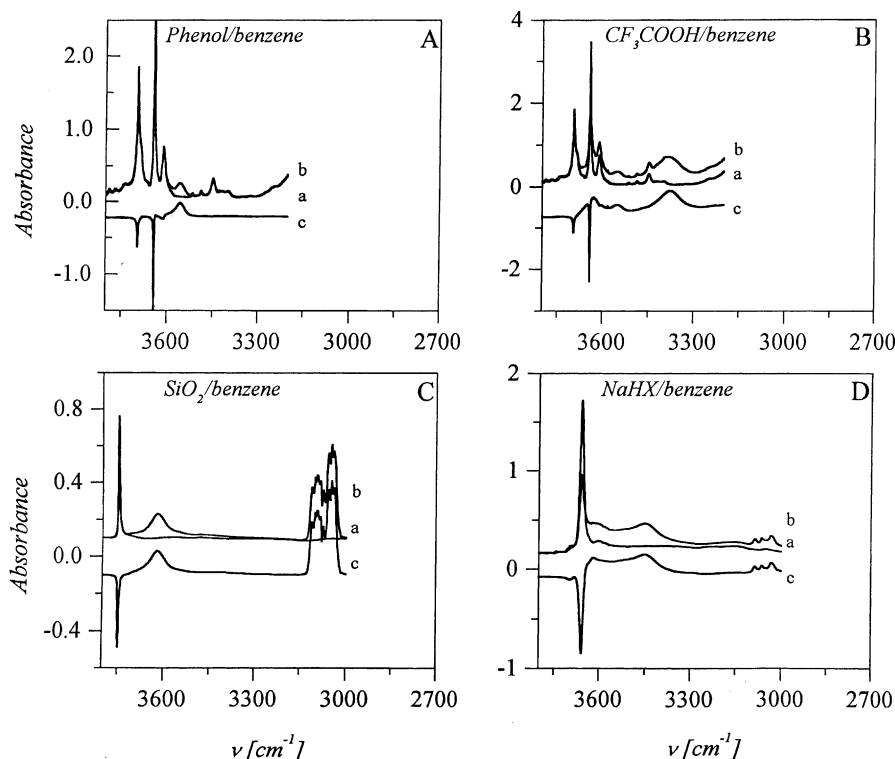 Phenol/benzene
A
2.0
1.0
0.0
-1.0
Absorbance
b
a
c
3600
3300
3000
2700
CF₃COOH/benzene
B
4
2
0
-2
b
a
c
3600
3300
3000
2700
SiO₂/benzene
C
0.8
0.4
0.0
-0.4
Absorbance
b
a
c
3600
3300
3000
2700
ν [cm⁻¹]
NaHX/benzene
D
2
1
0
-1
b
a
c
3600
3300
3000
2700
ν [cm⁻¹]